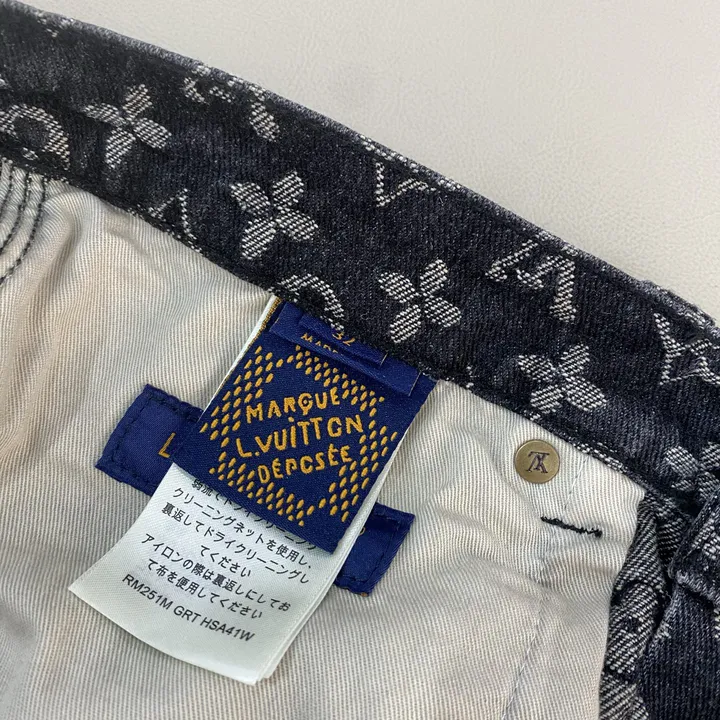 32
MADE
MARQUE
L.VUITTON
DÉPOSÉE
L
クリーニングネットを使用し、
裏返してドライクリーニングし
てください
アイロンの際は裏返しにしてお
て布を使用してください
RM251M GRT HSA41W